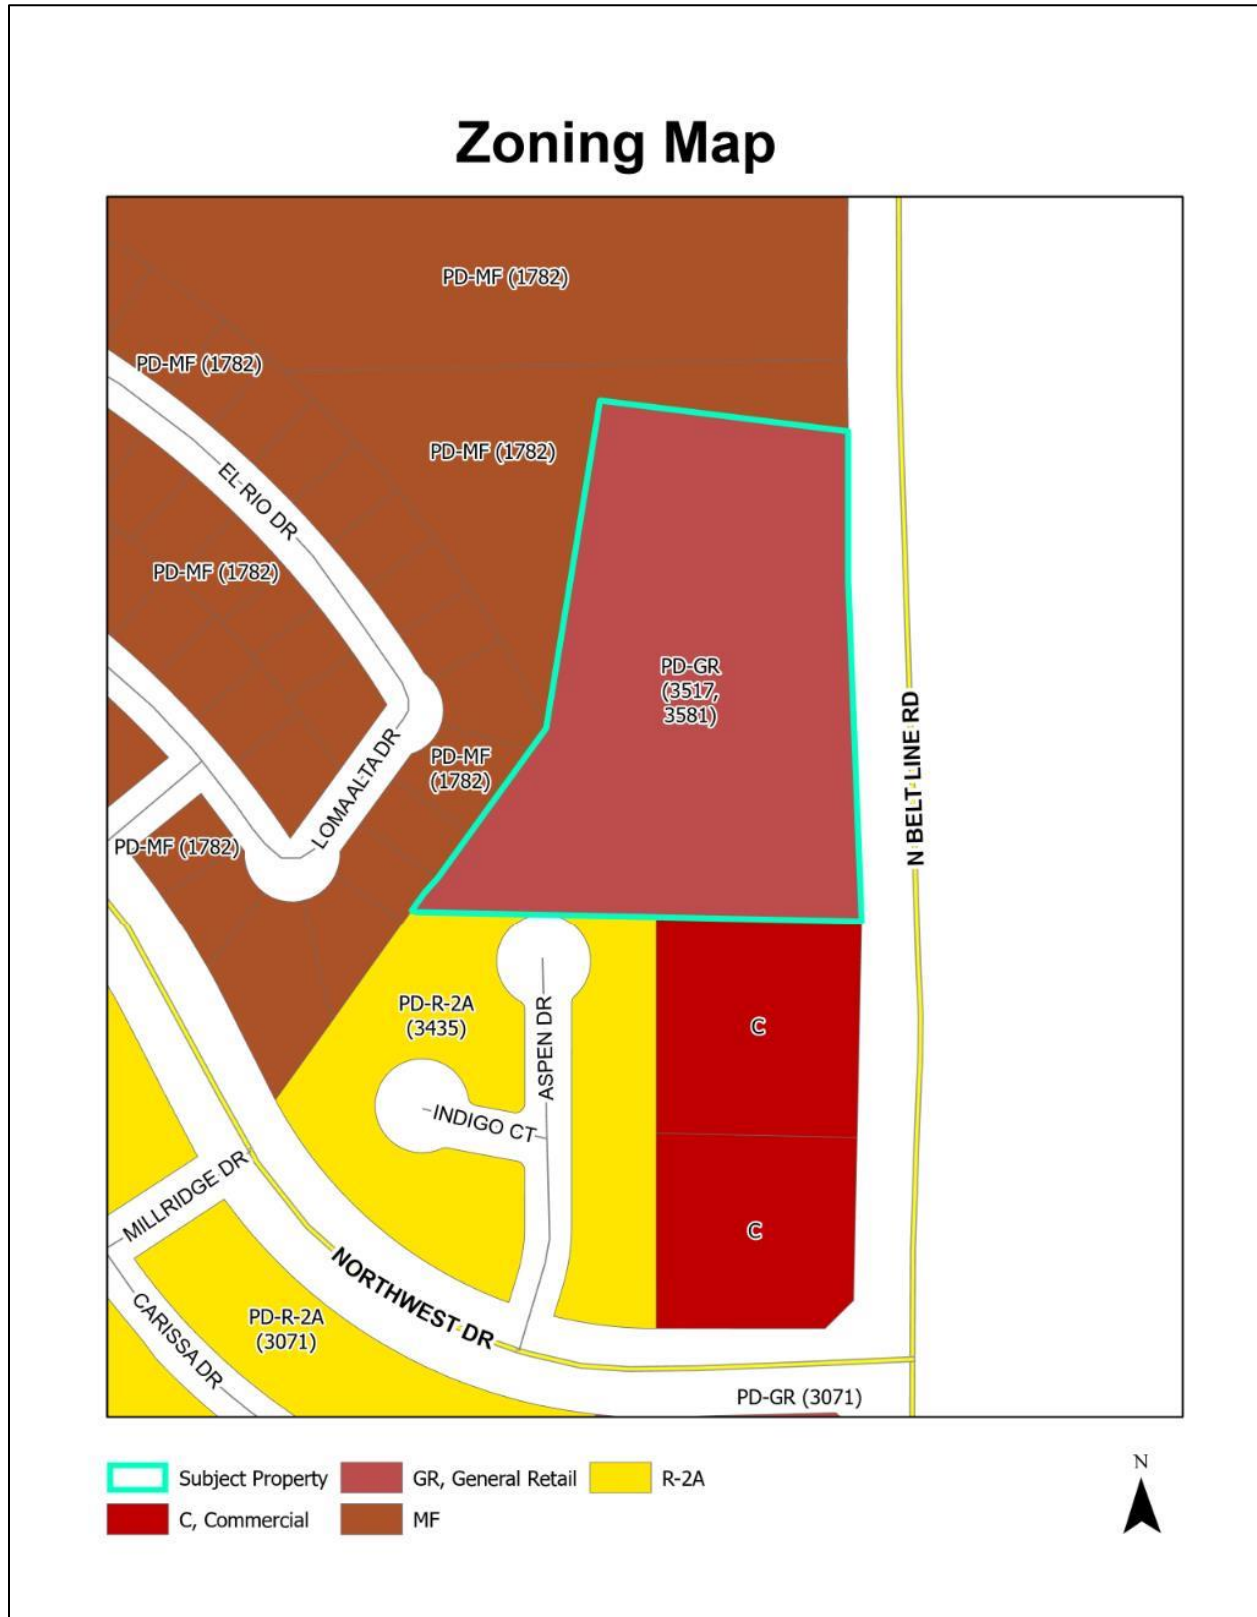 Zoning Map
PD-MF (1782)
PD-MF (1782)
PD-MF (1782)
EL RIO DR
PD-MF (1782)
PD-GR
(3517,
3581)
N BELT LINE RD
LOMA ALTA DR
PD-MF
(1782)
PD-MF (1782)
PD-R-2A
(3435)
ASPEN DR
C
INDIGO CT
MILLRIDGE DR
C
NORTHWEST DR
CARISSA DR
PD-R-2A
(3071)
PD-GR (3071)
Subject Property
GR, General Retail
R-2A
C, Commercial
MF
N